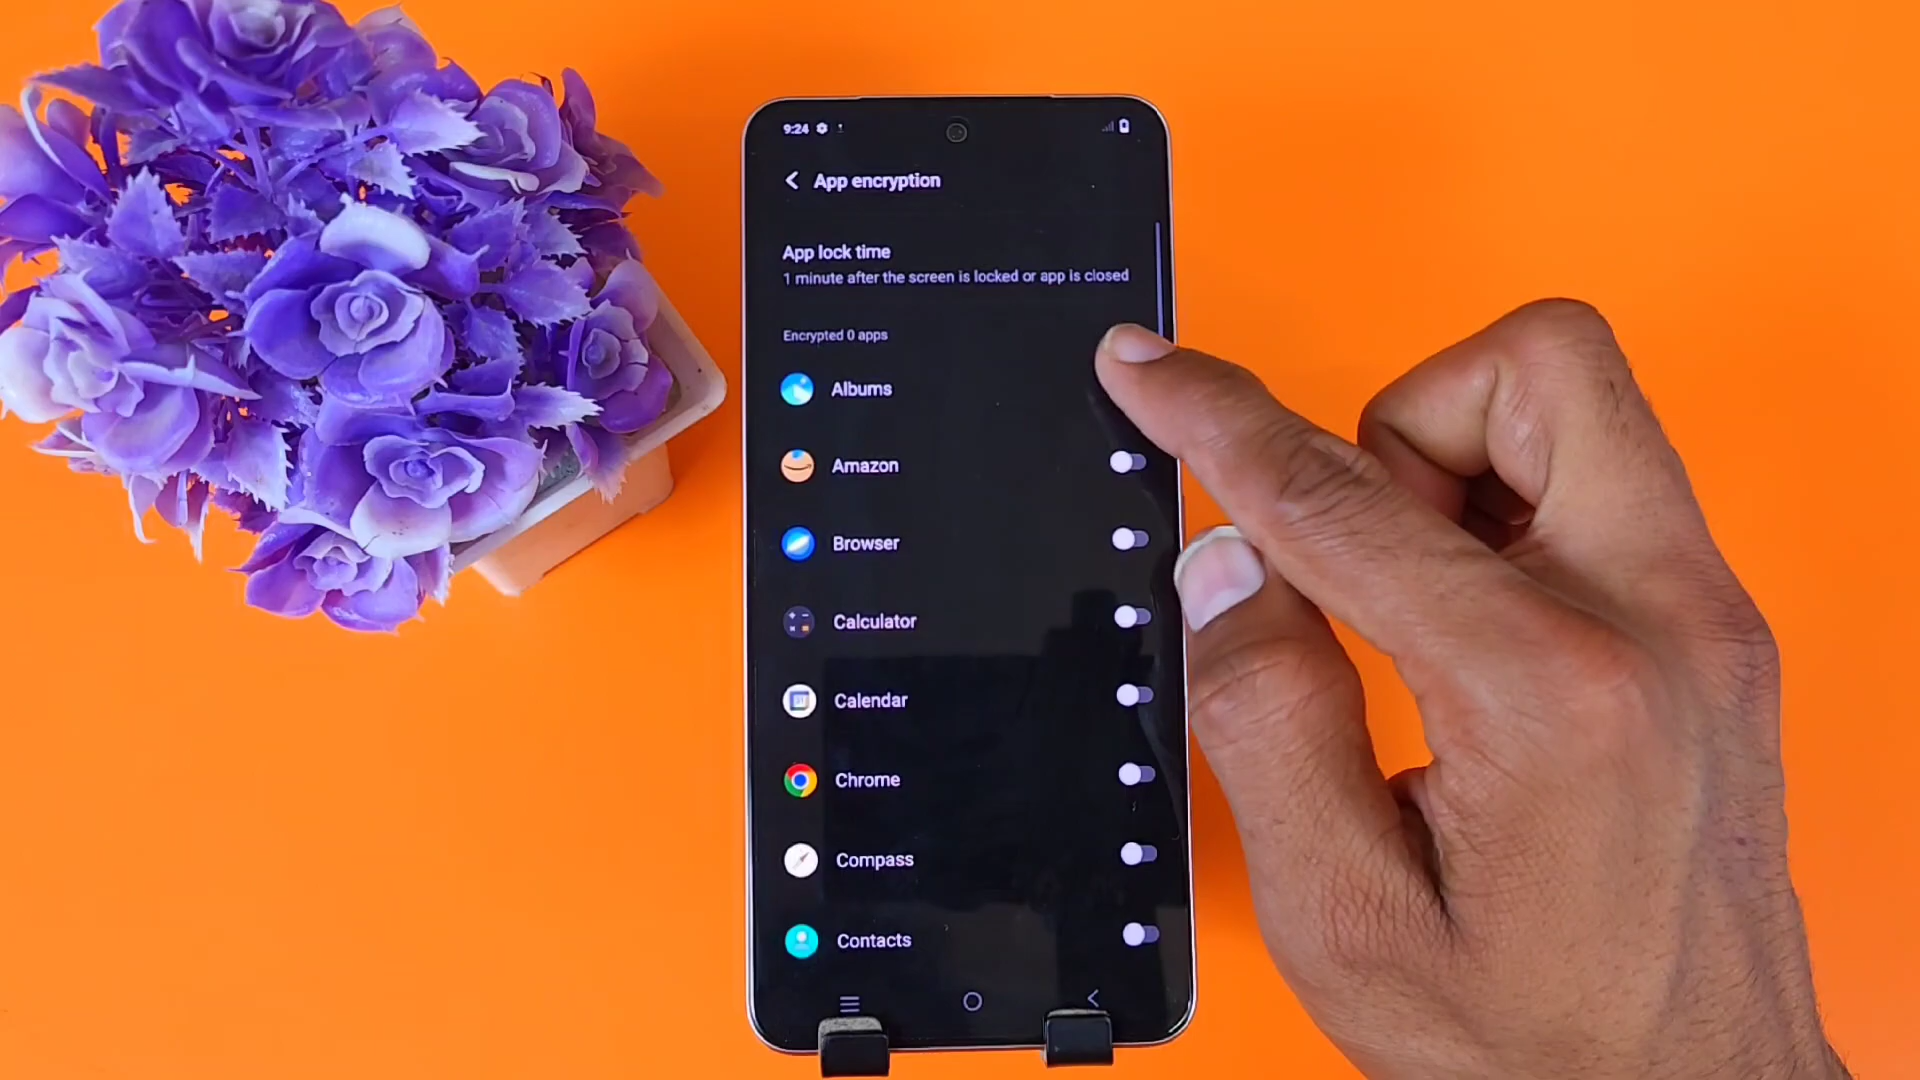 9:24
App encryption
App lock time
1 minute after the screen is locked or app is closed
Encrypted 0 apps
Albums
Amazon
Browser
Calculator
Calendar
Chrome
Compass
Contacts